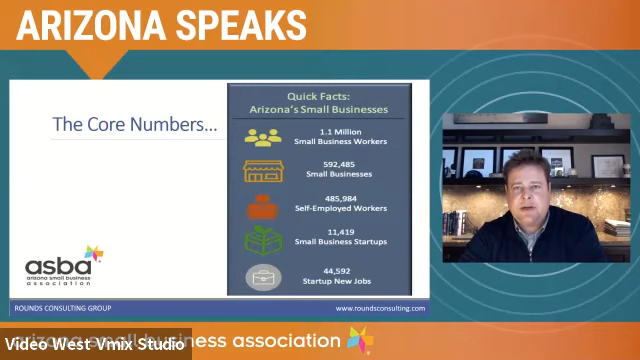 ARIZONA SPEAKS
The Core Numbers...
Quick Facts:
Arizona's Small Businesses
1.1 Million
Small Business Workers
592,485
Small Businesses
485,984
Self-Employed Workers
11,419
Small Business Startups
44,592
Startup New Jobs
asba
arizona small business
association
ROUNDS CONSULTING GROUP
www.roundsconsulting.com
arizona small business association
Video West Vmix Studio